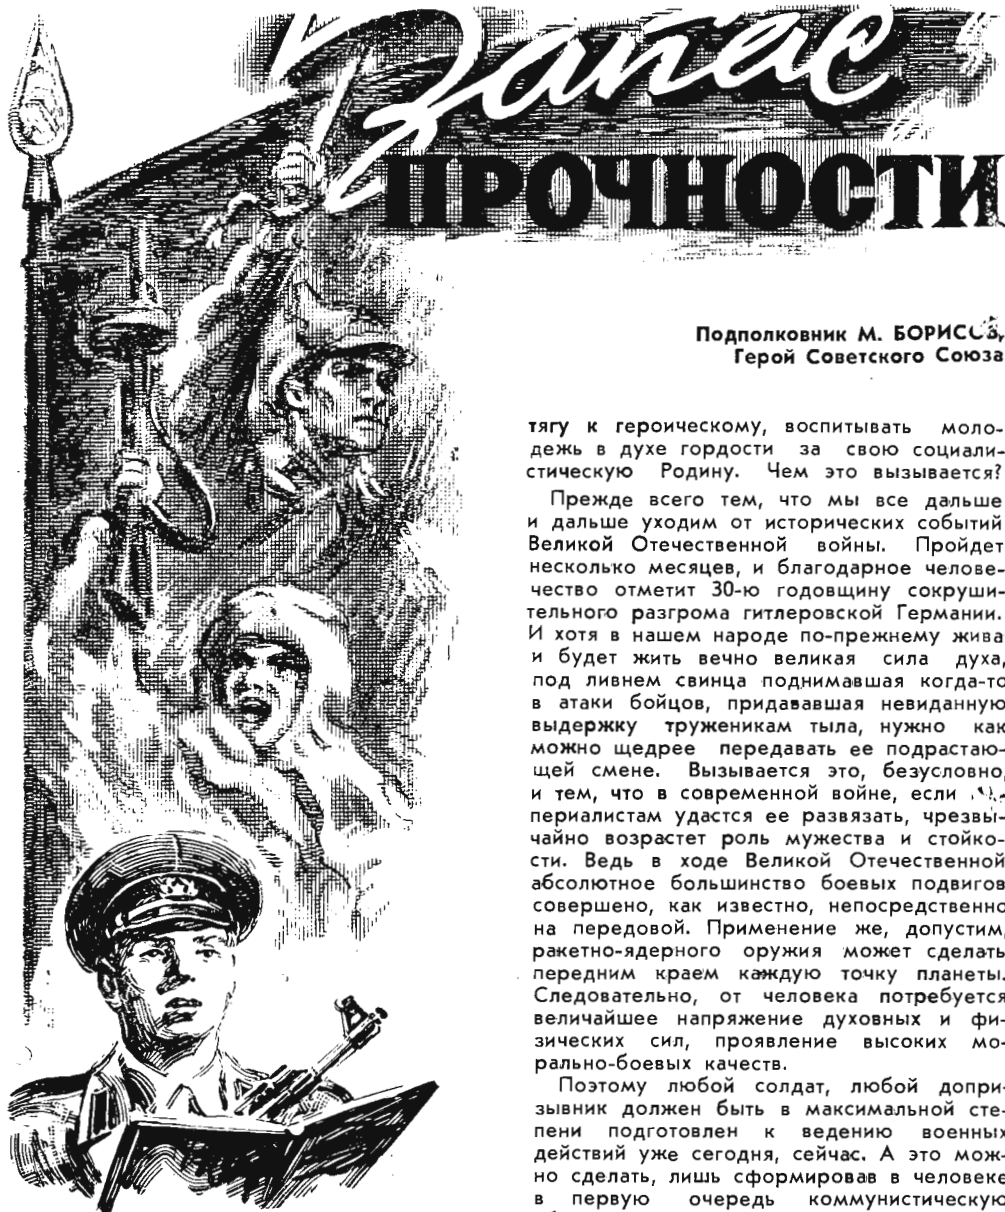 Запас
ПРОЧНОСТИ
Подполковник М. БОРИСОВ,
Герой Советского Союза
тягу к героическому, воспитывать моло-
дежь в духе гордости за свою социали-
стическую Родину. Чем это вызывается?
Прежде всего тем, что мы все дальше
и дальше уходим от исторических событий
Великой Отечественной войны. Пройдет
несколько месяцев, и благодарное челове-
чество отметит 30-ю годовщину сокруши-
тельного разгрома гитлеровской Германии.
И хотя в нашем народе по-прежнему жива
и будет жить вечно великая сила духа,
под ливнем свинца поднимавшая когда-то
в атаки бойцов, придававшая невиданную
выдержку труженикам тыла, нужно как
можно щедрее передавать ее подрастаю-
щей смене. Вызывается это, безусловно,
и тем, что в современной войне, если
периалистам удастся ее развязать, чрезвы-
чайно возрастет роль мужества и стойко-
сти. Ведь в ходе Великой Отечественной
абсолютное большинство боевых подвигов
совершено, как известно, непосредственно
на передовой. Применение же, допустим,
ракетно-ядерного оружия может сделать
передним краем каждую точку планеты.
Следовательно, от человека потребуется
величайшее напряжение духовных и фи-
зических сил, проявление высоких мо-
рально-боевых качеств.
Поэтому любой солдат, любой допри-
зывник должен быть в максимальной сте-
пени подготовлен к ведению военных
действий уже сегодня, сейчас. А это мож-
но сделать, лишь сформировав в человеке
в первую очередь коммунистическую